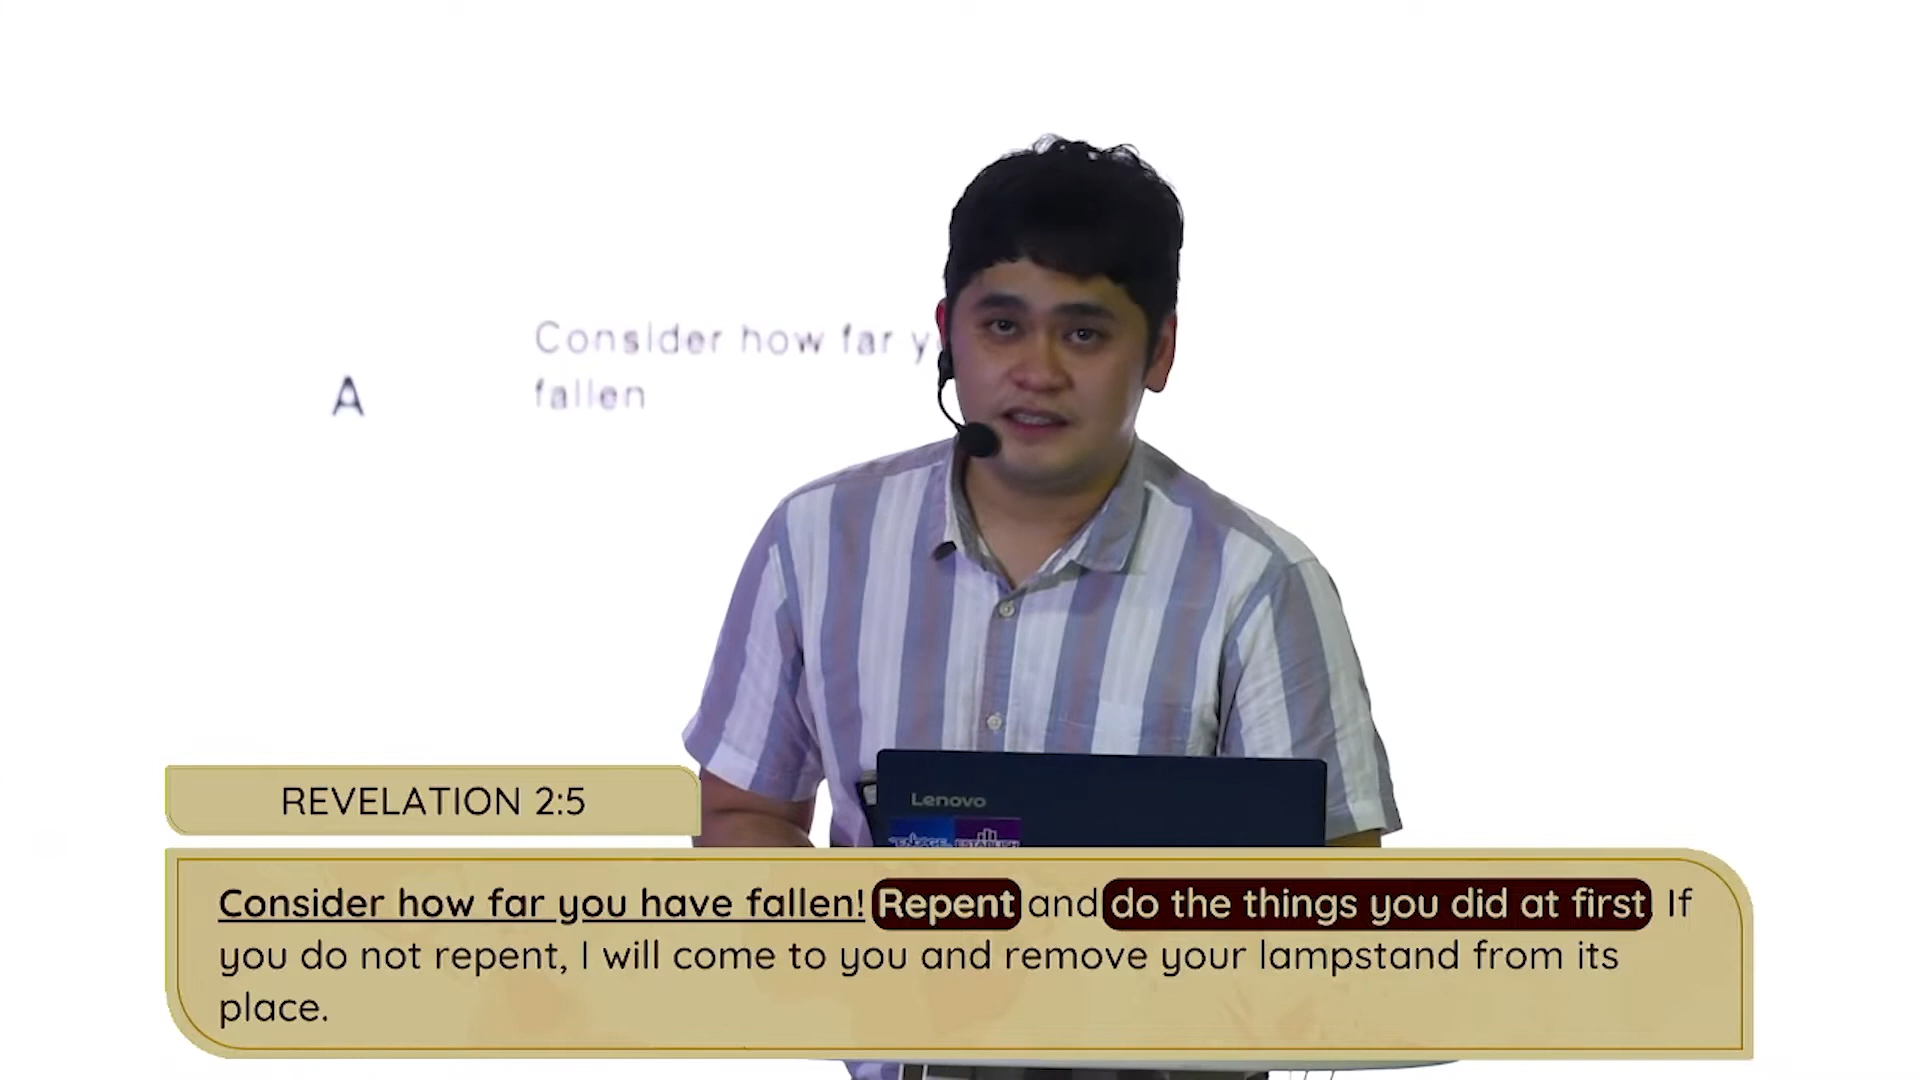 Consider how far y
fallen
A
Lenovo
ENGAGE ESTABLISH
REVELATION 2:5
Consider how far you have fallen! Repent and do the things you did at first. If
you do not repent, I will come to you and remove your lampstand from its
place.